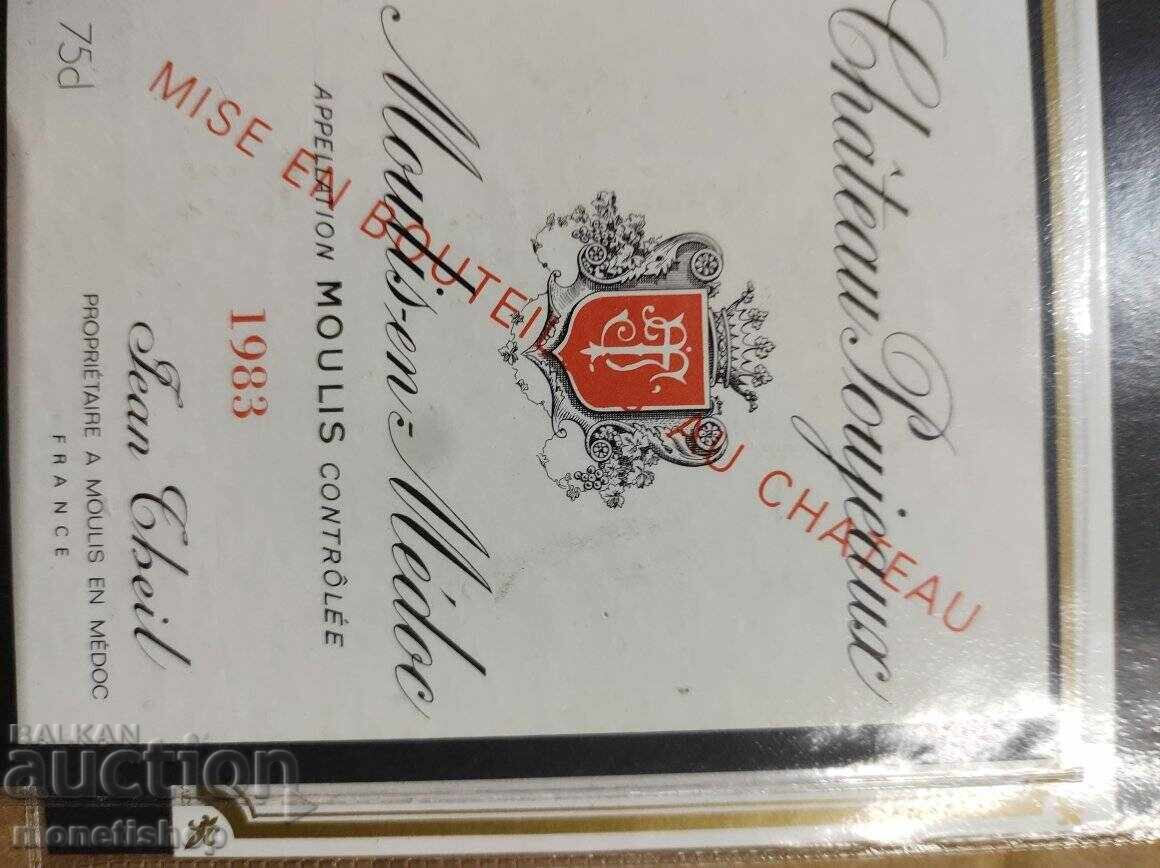 Château Poujeaux
MISE EN BOUTEIL AU CHATEAU
Moulis-en-Médoc
APPELLATION MOULIS CONTRÔLÉE
1983
Jean Theil
PROPRIÉTAIRE A MOULIS EN MÉDOC
FRANCE
75cl
BALKAN
auction
monetishop